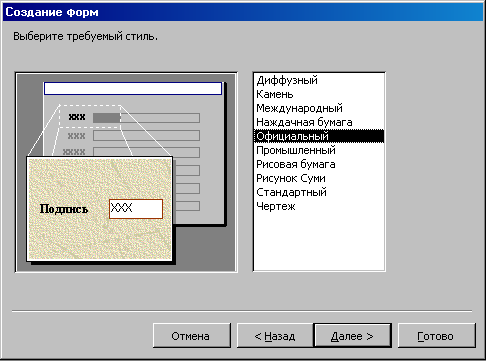 Создание форм
Выберите требуемый стиль.
xxx
xxx
xxxx
Подпись XXX
Диффузный
Камень
Международный
Наждачная бумага
Официальный
Промышленный
Рисовая бумага
Рисунок Суми
Стандартный
Чертеж
Отмена < Назад Далее > Готово